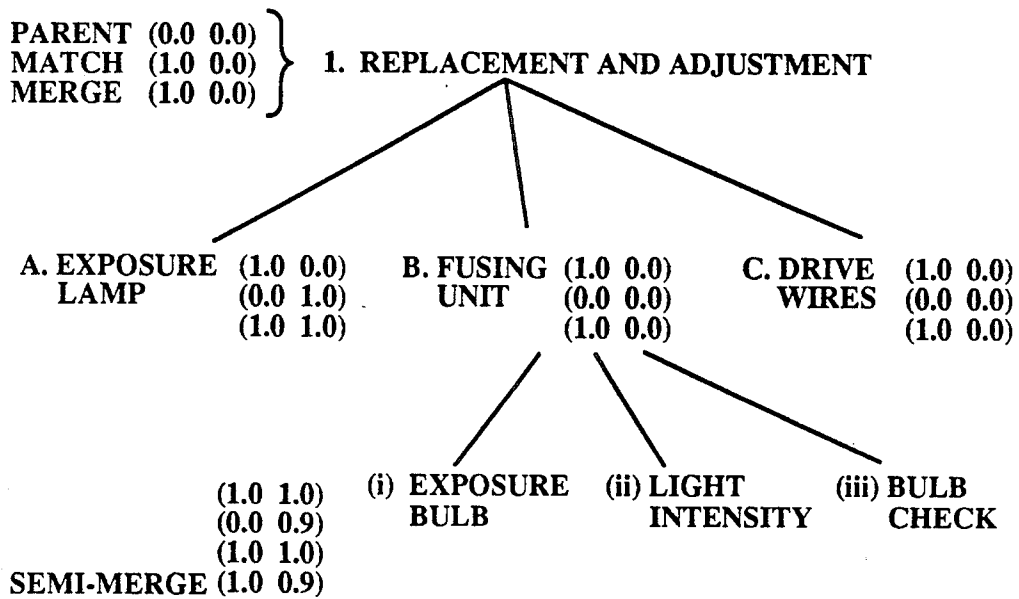 PARENT (0.0 0.0)
MATCH (1.0 0.0)
MERGE (1.0 0.0)
1. REPLACEMENT AND ADJUSTMENT
A. EXPOSURE (1.0 0.0)
LAMP (0.0 1.0)
(1.0 1.0)
B. FUSING (1.0 0.0)
UNIT (0.0 0.0)
(1.0 0.0)
C. DRIVE (1.0 0.0)
WIRES (0.0 0.0)
(1.0 0.0)
(1.0 1.0)
(0.0 0.9)
(1.0 1.0)
SEMI-MERGE (1.0 0.9)
(i) EXPOSURE
BULB
(ii) LIGHT
INTENSITY
(iii) BULB
CHECK